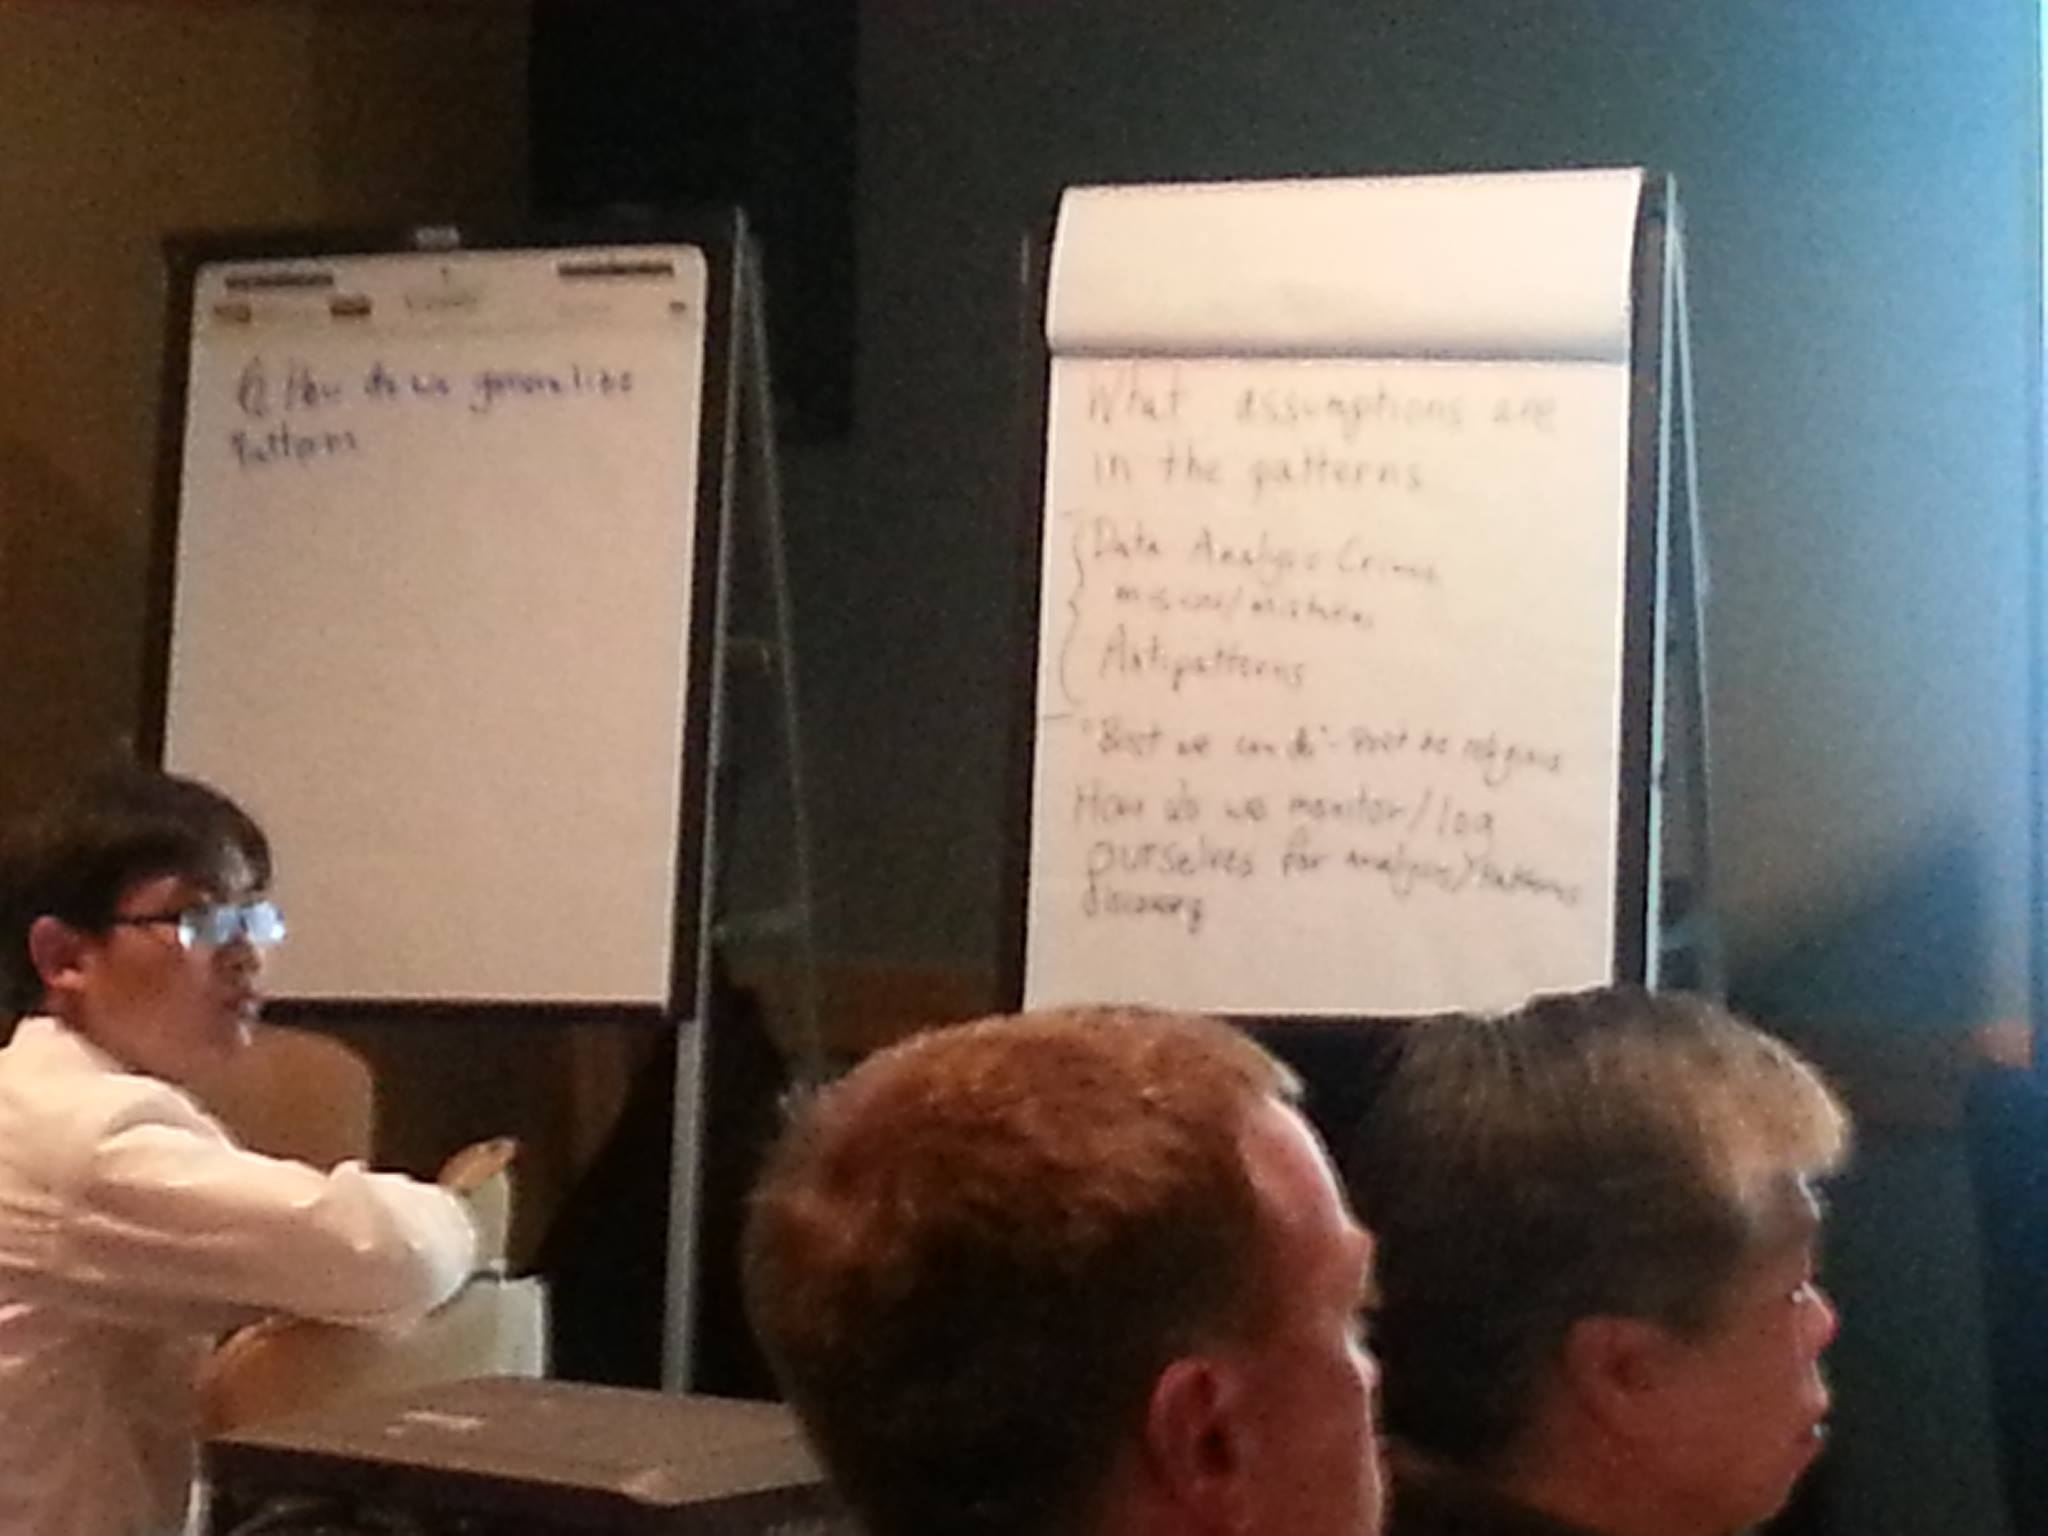 Q: How do we generalize
Patterns
What assumptions are
in the patterns
Data Analysis Crimes
misuse/mistakes
Antipatterns
"Best we can do" - not be religious
How do we monitor/log
ourselves for analysis/Patterns
discovery